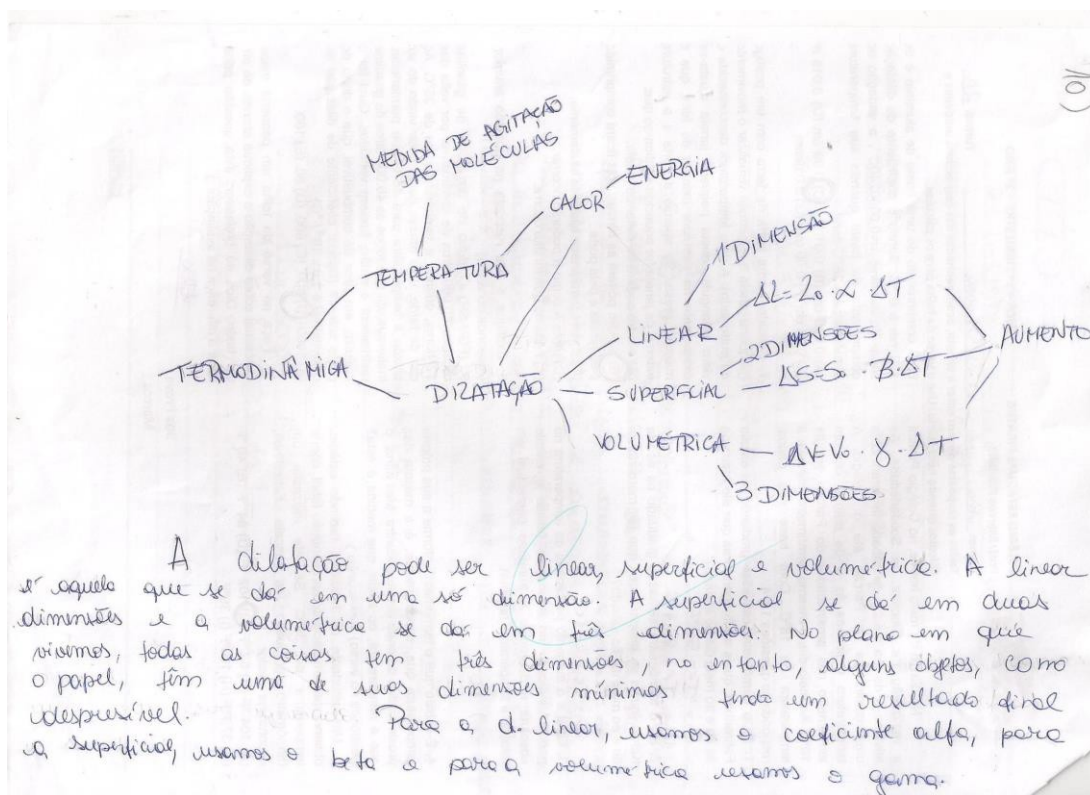 10)
MEDIDA DE AGITAÇÃO
DAS MOLÉCULAS
ENERGIA
CALOR
TEMPERATURA
1 DIMENSÃO
ΔL = L₀ · α · ΔT
LINEAR
2 DIMENSÕES
AUMENTO
TERMODINÂMICA
DILATAÇÃO
SUPERFICIAL
ΔS = S₀ · β · ΔT
VOLUMÉTRICA
ΔV = V₀ · γ · ΔT
3 DIMENSÕES
A dilatação pode ser linear, superficial e volumétrica. A linear
é aquela que se dá em uma só dimensão. A superficial se dá em duas
dimensões e a volumétrica se dá em três dimensões. No plano em que
vivemos, todas as coisas tem três dimensões, no entanto, alguns objetos, como
o papel, têm uma de suas dimensões mínimas tendo um resultado final
despresível. Para a d. linear, usamos o coeficiente alfa, para
a superficial, usamos o beta e para a volumétrica usamos o gama.